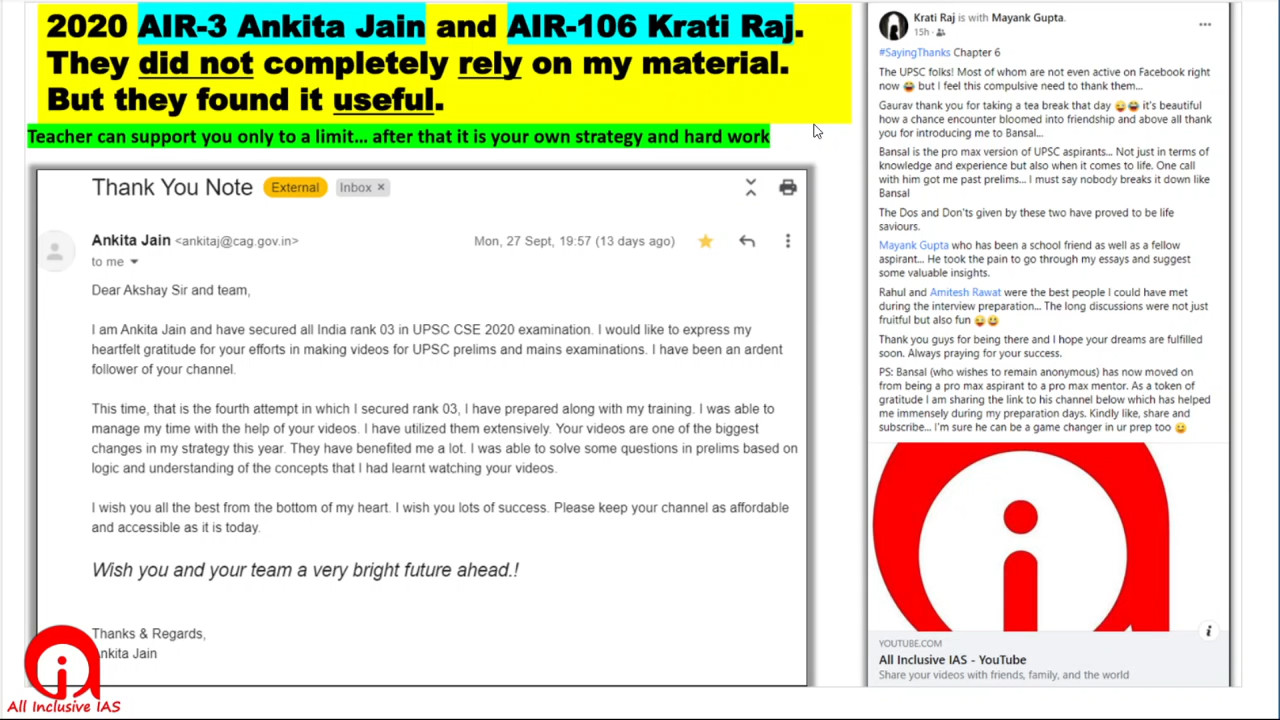 2020 AIR-3 Ankita Jain and AIR-106 Krati Raj.
They did not completely rely on my material.
But they found it useful.
Teacher can support you only to a limit... after that it is your own strategy and hard work
Thank You Note External Inbox ×
Ankita Jain <ankitaj@cag.gov.in> Mon, 27 Sept, 19:57 (13 days ago)
to me
Dear Akshay Sir and team,
I am Ankita Jain and have secured all India rank 03 in UPSC CSE 2020 examination. I would like to express my
heartfelt gratitude for your efforts in making videos for UPSC prelims and mains examinations. I have been an ardent
follower of your channel.
This time, that is the fourth attempt in which I secured rank 03, I have prepared along with my training. I was able to
manage my time with the help of your videos. I have utilized them extensively. Your videos are one of the biggest
changes in my strategy this year. They have benefited me a lot. I was able to solve some questions in prelims based on
logic and understanding of the concepts that I had learnt watching your videos.
I wish you all the best from the bottom of my heart. I wish you lots of success. Please keep your channel as affordable
and accessible as it is today.
Wish you and your team a very bright future ahead.!
Thanks & Regards,
nkita Jain
All Inclusive IAS
Krati Raj is with Mayank Gupta.
15h
#SayingThanks Chapter 6
The UPSC folks! Most of whom are not even active on Facebook right
now 😂 but I feel this compulsive need to thank them...
Gaurav thank you for taking a tea break that day 😜😂 it's beautiful
how a chance encounter bloomed into friendship and above all thank
you for introducing me to Bansal...
Bansal is the pro max version of UPSC aspirants... Not just in terms of
knowledge and experience but also when it comes to life. One call
with him got me past prelims... I must say nobody breaks it down like
Bansal
The Dos and Don'ts given by these two have proved to be life
saviours.
Mayank Gupta who has been a school friend as well as a fellow
aspirant... He took the pain to go through my essays and suggest
some valuable insights.
Rahul and Amitesh Rawat were the best people I could have met
during the interview preparation... The long discussions were not just
fruitful but also fun 😜😃
Thank you guys for being there and I hope your dreams are fulfilled
soon. Always praying for your success.
PS: Bansal (who wishes to remain anonymous) has now moved on
from being a pro max aspirant to a pro max mentor. As a token of
gratitude I am sharing the link to his channel below which has helped
me immensely during my preparation days. Kindly like, share and
subscribe... I'm sure he can be a game changer in ur prep too 😄
YOUTUBE.COM
All Inclusive IAS - YouTube
Share your videos with friends, family, and the world